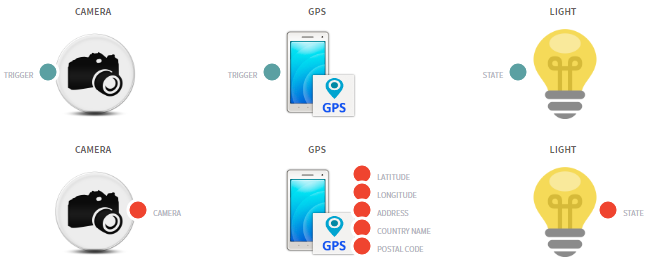 CAMERA
GPS
LIGHT
TRIGGER
TRIGGER
STATE
GPS
CAMERA
GPS
LIGHT
CAMERA
LATITUDE
LONGITUDE
ADDRESS
COUNTRY NAME
POSTAL CODE
GPS
STATE